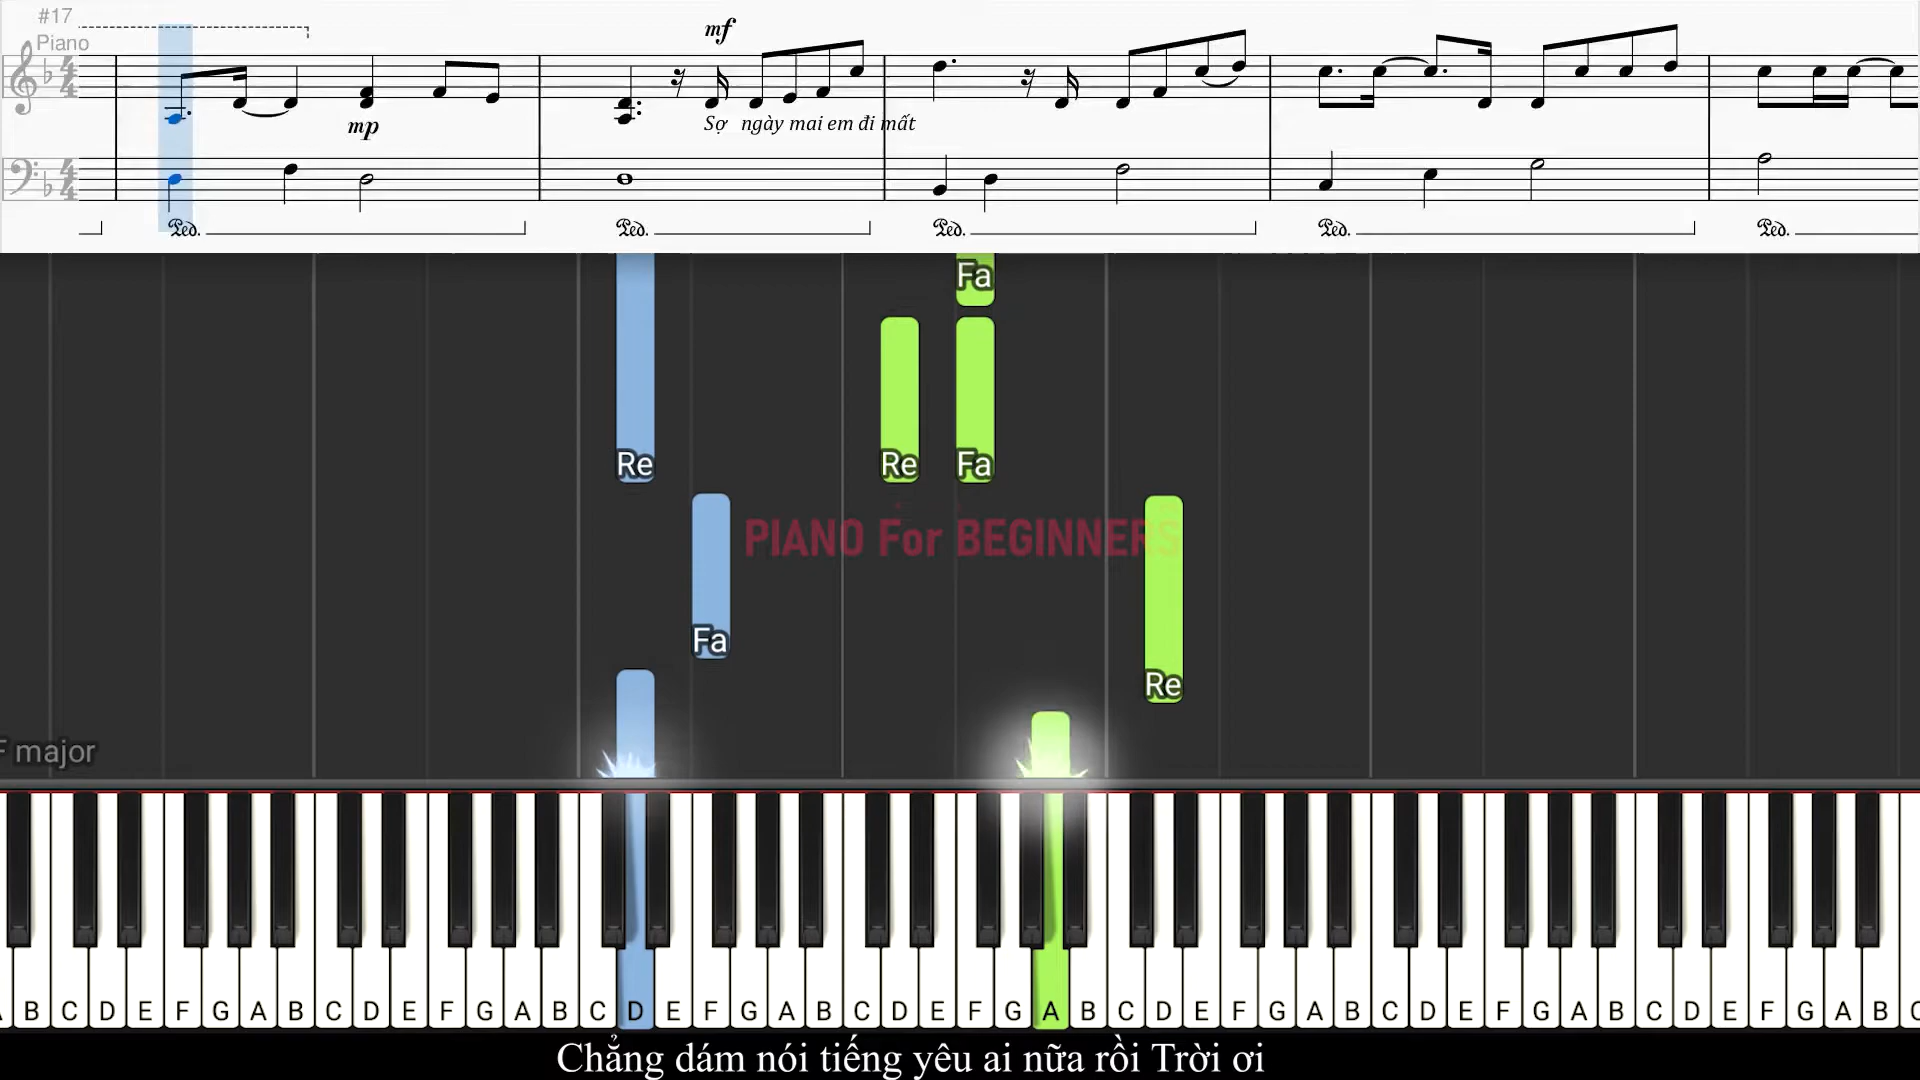 #17
Piano
mf
mp
Sợ ngày mai em đi mất
Ped. Ped. Ped. Ped. Ped.
Fa
Re Re Fa
PIANO For BEGINNERS
Fa
Re
F major
B C D E F G A B C D E F G A B C D E F G A B C D E F G A B C D E F G A B C D E F G A B C D E F G A B C
Chẳng dám nói tiếng yêu ai nữa rồi Trời ơi